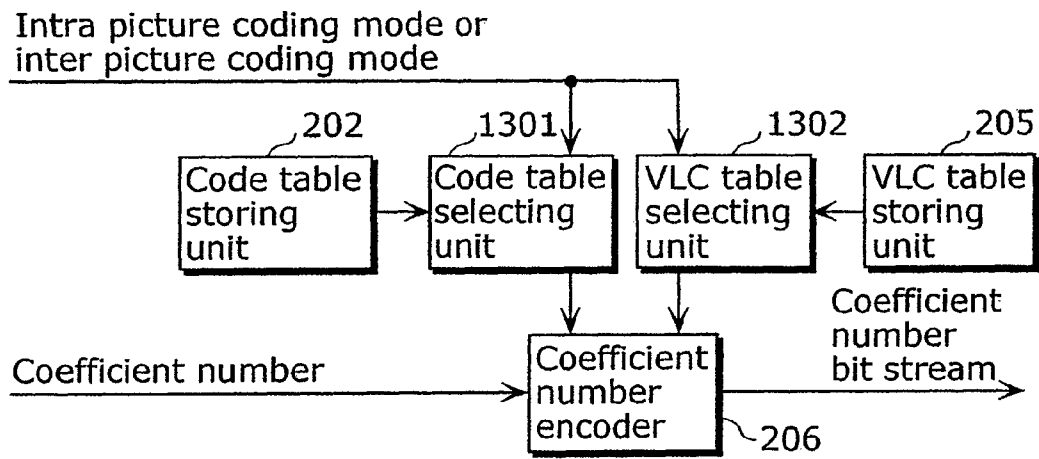 Intra picture coding mode or
inter picture coding mode
202
1301
1302
205
Code table
storing
unit
Code table
selecting
unit
VLC table
selecting
unit
VLC table
storing
unit
Coefficient number
Coefficient
number
encoder
206
Coefficient
number
bit stream